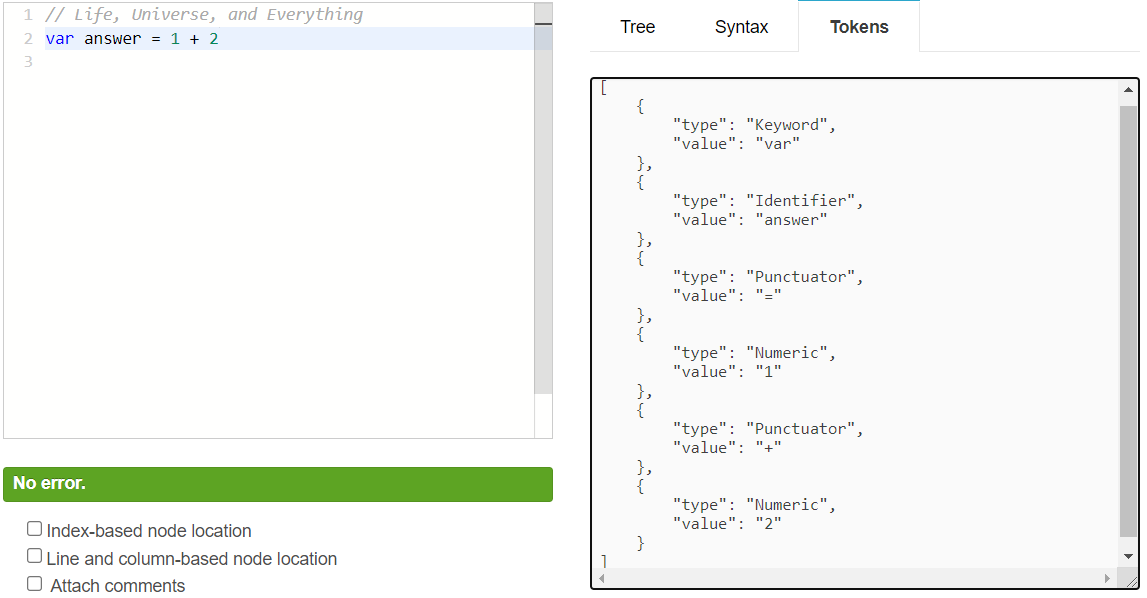 1 // Life, Universe, and Everything
2 var answer = 1 + 2
3
No error.
Index-based node location
Line and column-based node location
Attach comments
Tree Syntax Tokens
[
    {
        "type": "Keyword",
        "value": "var"
    },
    {
        "type": "Identifier",
        "value": "answer"
    },
    {
        "type": "Punctuator",
        "value": "="
    },
    {
        "type": "Numeric",
        "value": "1"
    },
    {
        "type": "Punctuator",
        "value": "+"
    },
    {
        "type": "Numeric",
        "value": "2"
    }
]